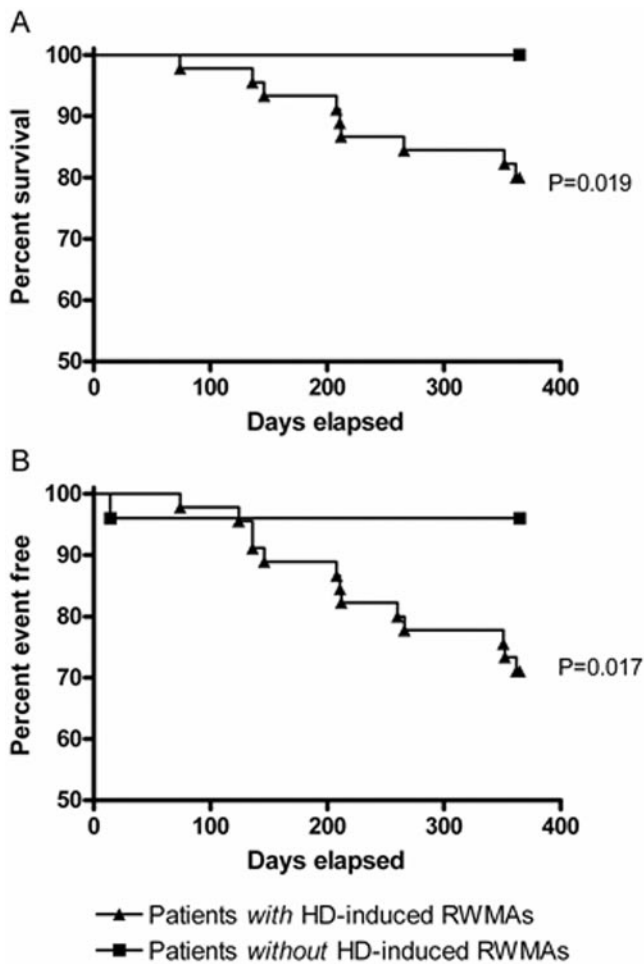 A
Percent survival
100
90
80
70
60
50
0 100 200 300 400
Days elapsed
P=0.019
B
Percent event free
100
90
80
70
60
50
0 100 200 300 400
Days elapsed
P=0.017
Patients with HD-induced RWMAs
Patients without HD-induced RWMAs